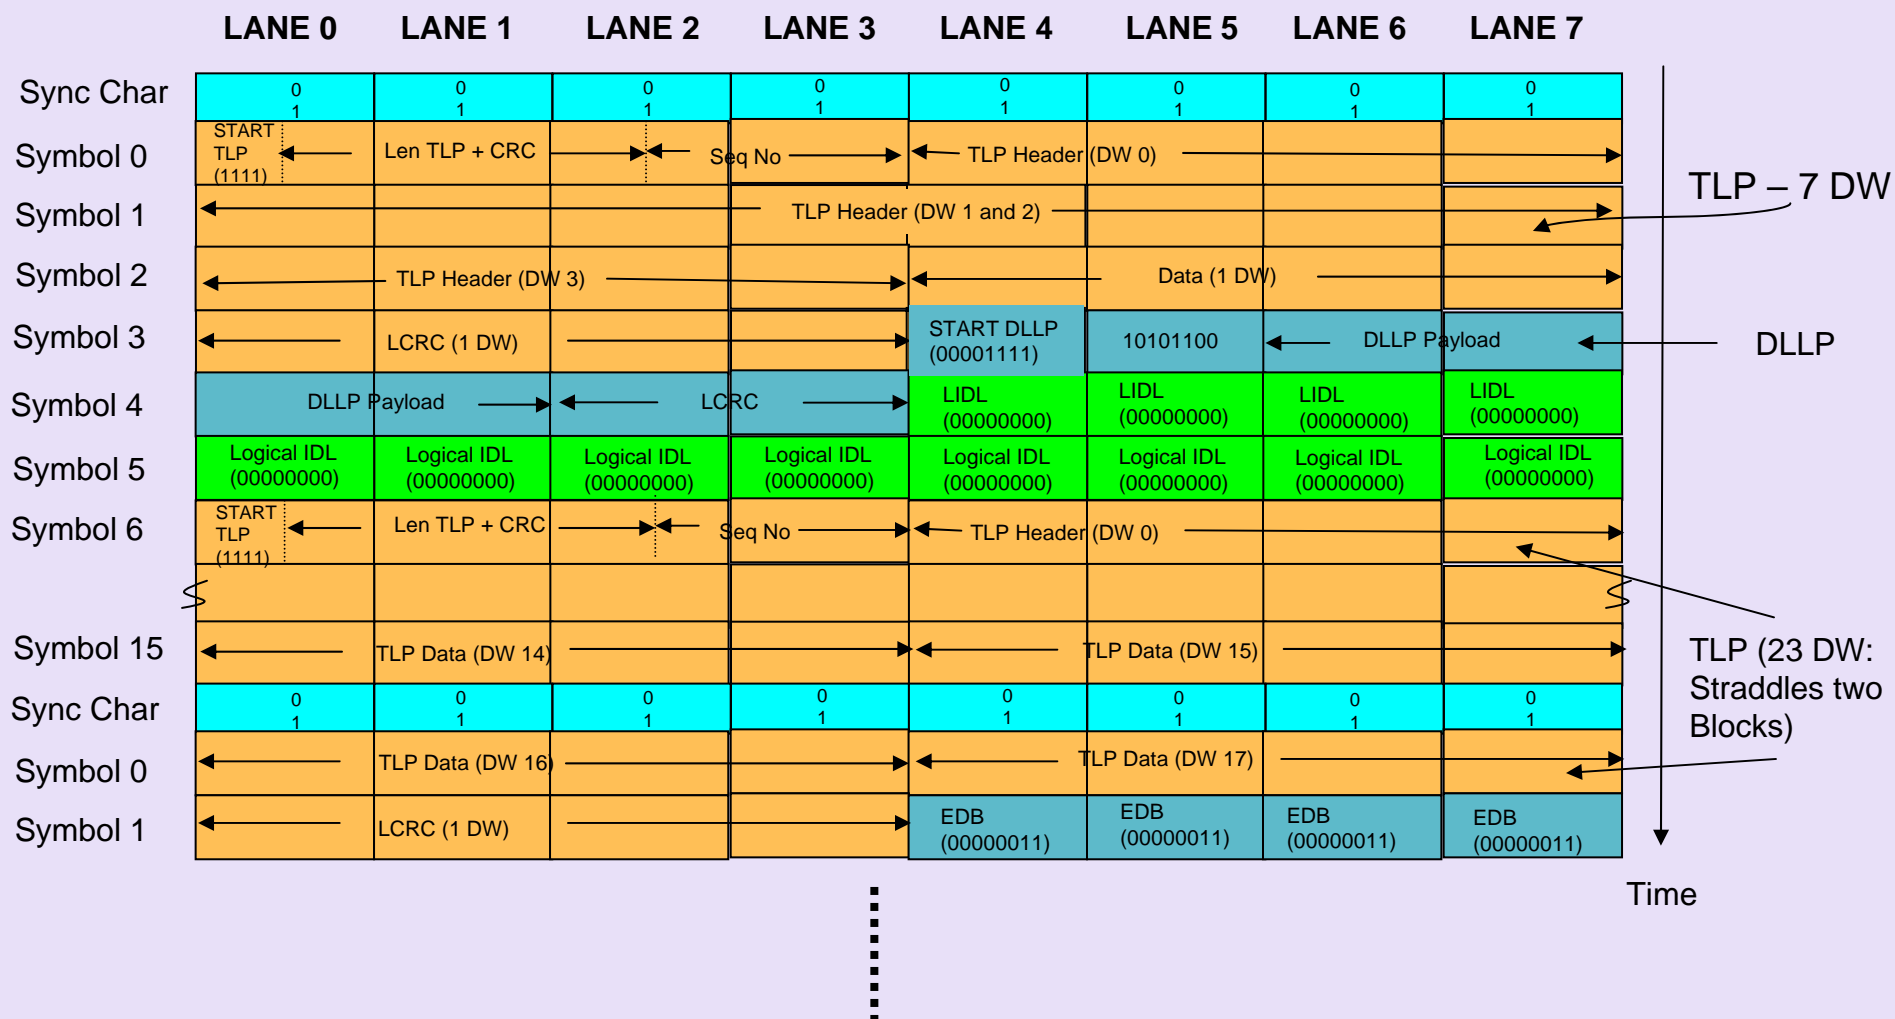 LANE 0 LANE 1 LANE 2 LANE 3 LANE 4 LANE 5 LANE 6 LANE 7
Sync Char 0 0 0 0 0 0 0 0
1 1 1 1 1 1 1 1
Symbol 0 START TLP (1111) Len TLP + CRC Seq No TLP Header (DW 0)
Symbol 1 TLP Header (DW 1 and 2)
TLP – 7 DW
Symbol 2 TLP Header (DW 3) Data (1 DW)
Symbol 3 LCRC (1 DW) START DLLP (00001111) 10101100 DLLP Payload
DLLP
Symbol 4 DLLP Payload LCRC LIDL (00000000) LIDL (00000000) LIDL (00000000) LIDL (00000000)
Symbol 5 Logical IDL (00000000) Logical IDL (00000000) Logical IDL (00000000) Logical IDL (00000000) Logical IDL (00000000) Logical IDL (00000000) Logical IDL (00000000) Logical IDL (00000000)
Symbol 6 START TLP (1111) Len TLP + CRC Seq No TLP Header (DW 0)
Symbol 15 TLP Data (DW 14) TLP Data (DW 15)
TLP (23 DW:
Straddles two
Blocks)
Sync Char 0 0 0 0 0 0 0 0
1 1 1 1 1 1 1 1
Symbol 0 TLP Data (DW 16) TLP Data (DW 17)
Symbol 1 LCRC (1 DW) EDB (00000011) EDB (00000011) EDB (00000011) EDB (00000011)
Time